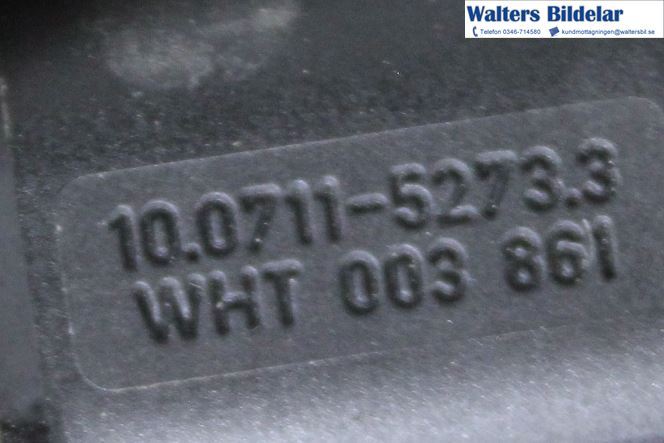 Walters Bildelar
Telefon 0346-714580 kundmottagningen@waltersbil.se
10.0711-5273.3
WHT 003 861